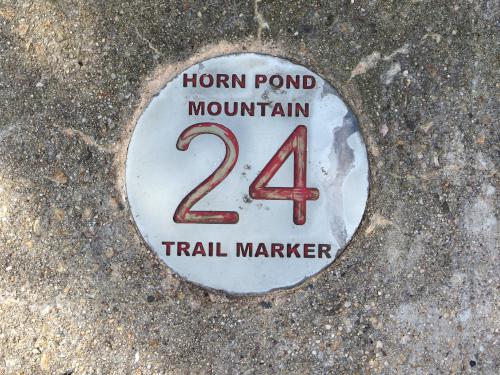 HORN POND
MOUNTAIN
24
TRAIL MARKER